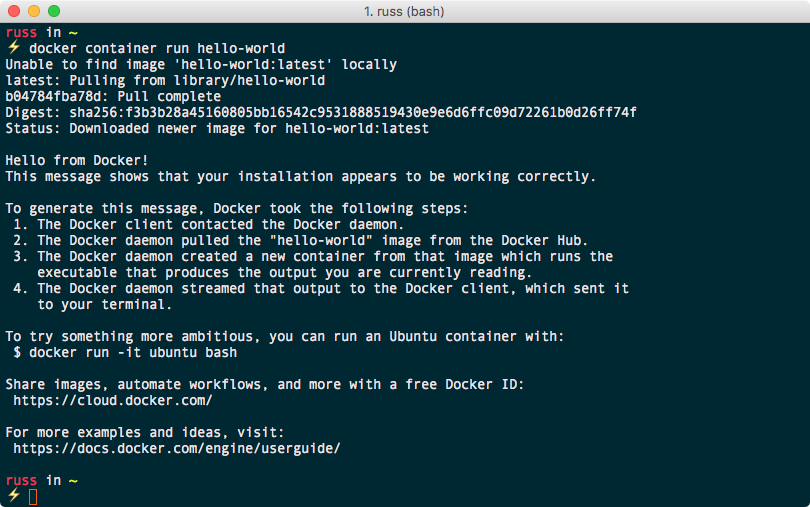 1. russ (bash)
russ in ~
⚡ docker container run hello-world
Unable to find image 'hello-world:latest' locally
latest: Pulling from library/hello-world
b04784fba78d: Pull complete
Digest: sha256:f3b3b28a45160805bb16542c9531888519430e9e6d6ffc09d72261b0d26ff74f
Status: Downloaded newer image for hello-world:latest

Hello from Docker!
This message shows that your installation appears to be working correctly.

To generate this message, Docker took the following steps:
 1. The Docker client contacted the Docker daemon.
 2. The Docker daemon pulled the "hello-world" image from the Docker Hub.
 3. The Docker daemon created a new container from that image which runs the
    executable that produces the output you are currently reading.
 4. The Docker daemon streamed that output to the Docker client, which sent it
    to your terminal.

To try something more ambitious, you can run an Ubuntu container with:
 $ docker run -it ubuntu bash

Share images, automate workflows, and more with a free Docker ID:
 https://cloud.docker.com/

For more examples and ideas, visit:
 https://docs.docker.com/engine/userguide/

russ in ~
⚡